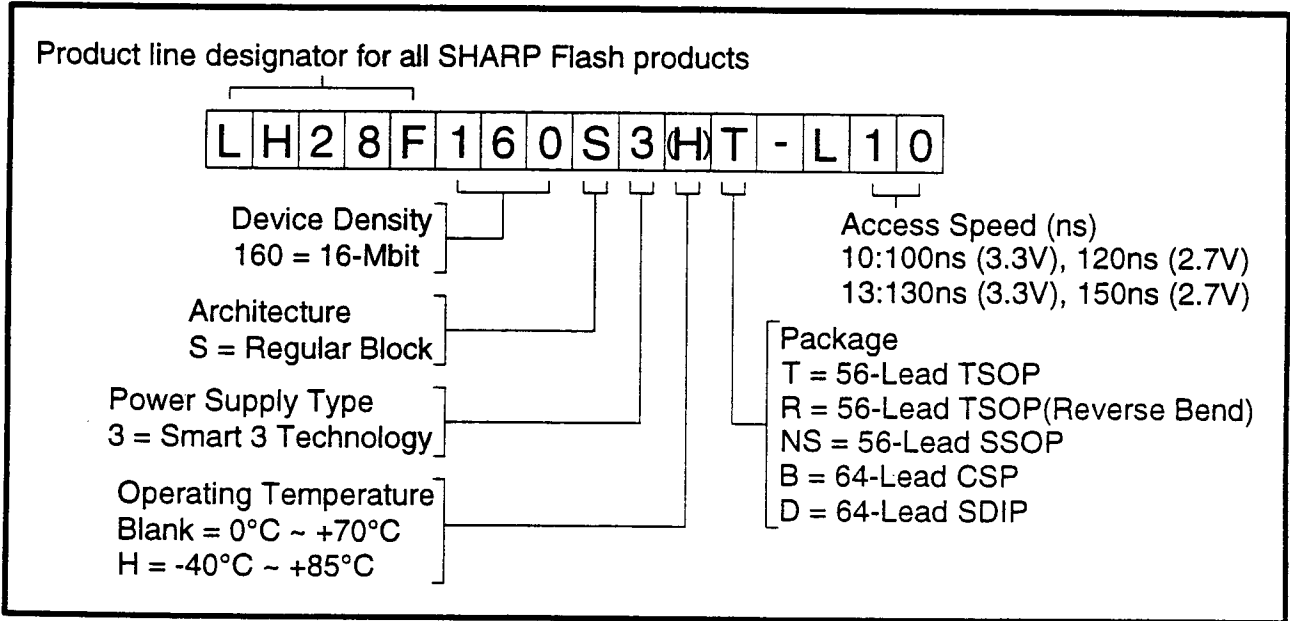 Product line designator for all SHARP Flash products
LH28F160S3(H)T-L10
Device Density
160 = 16-Mbit
Architecture
S = Regular Block
Power Supply Type
3 = Smart 3 Technology
Operating Temperature
Blank = 0°C ~ +70°C
H = -40°C ~ +85°C
Access Speed (ns)
10:100ns (3.3V), 120ns (2.7V)
13:130ns (3.3V), 150ns (2.7V)
Package
T = 56-Lead TSOP
R = 56-Lead TSOP(Reverse Bend)
NS = 56-Lead SSOP
B = 64-Lead CSP
D = 64-Lead SDIP